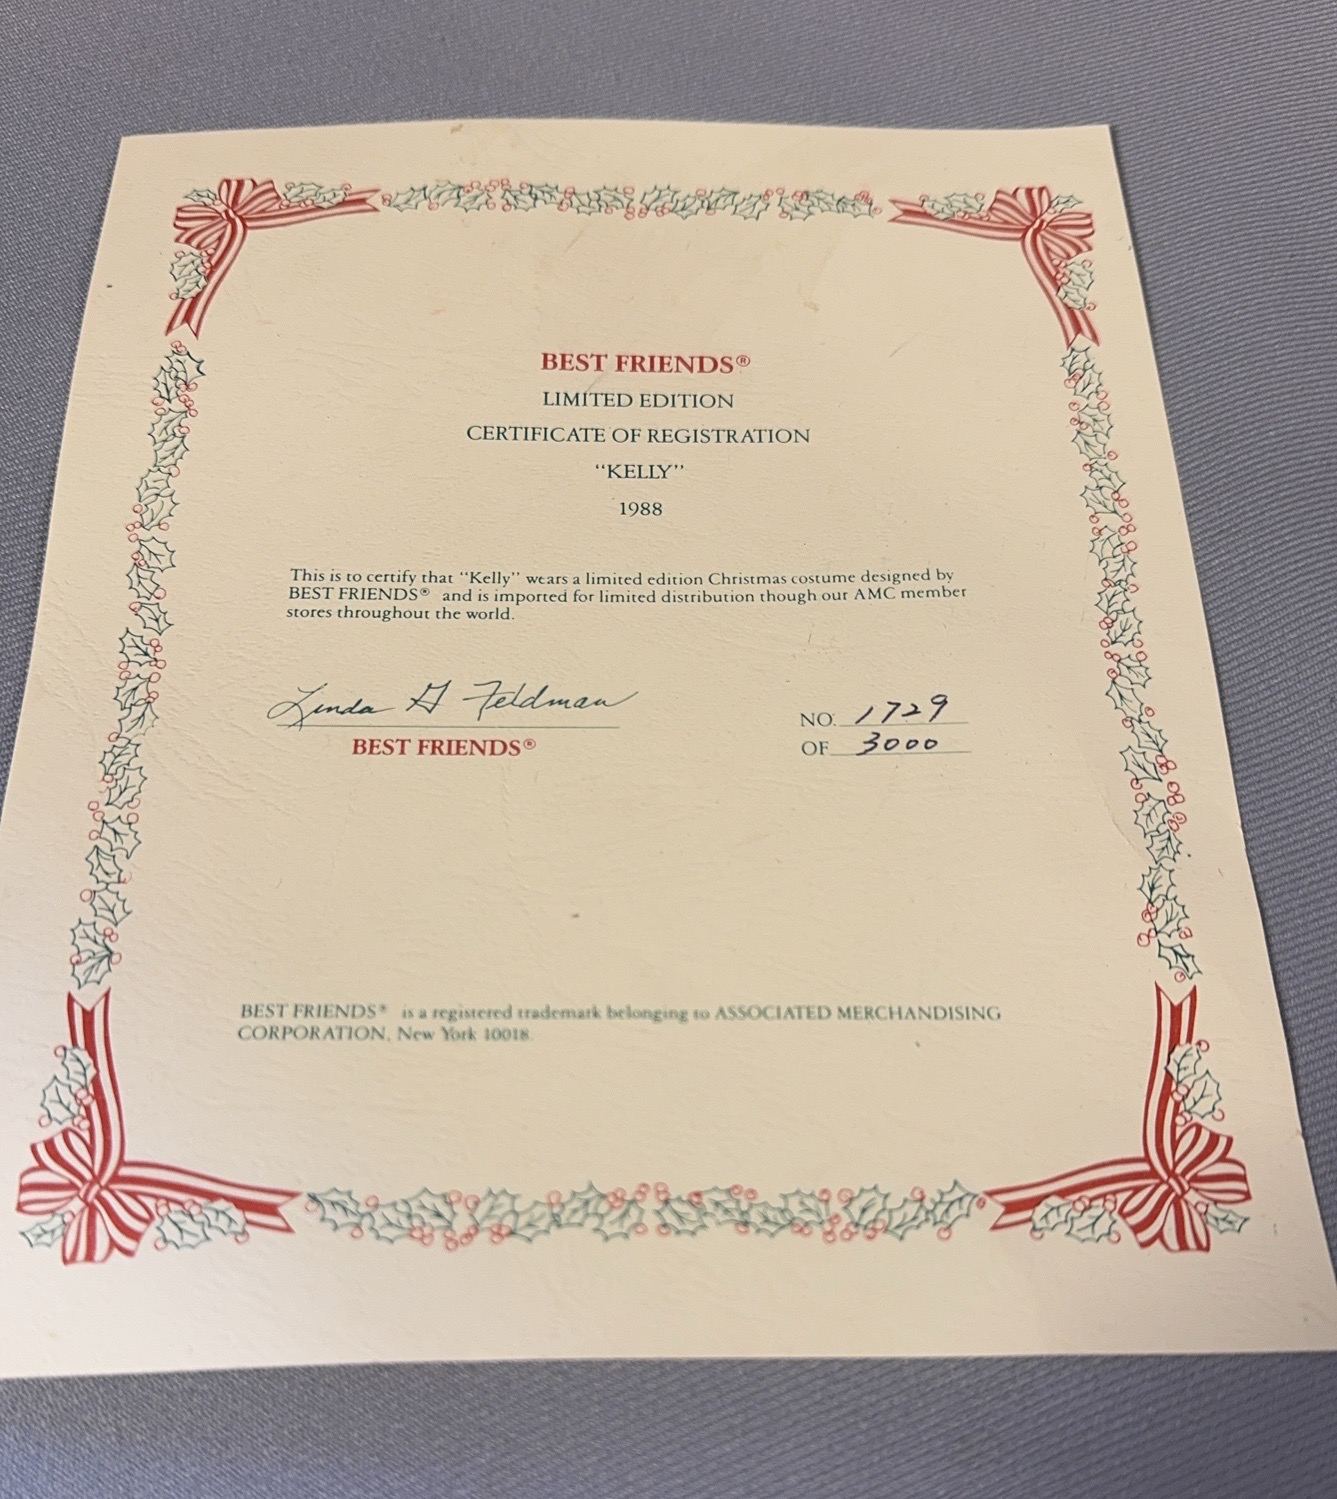 BEST FRIENDS®
LIMITED EDITION
CERTIFICATE OF REGISTRATION
“KELLY”
1988
This is to certify that “Kelly” wears a limited edition Christmas costume designed by
BEST FRIENDS® and is imported for limited distribution though our AMC member
stores throughout the world.
Linda G Feldman
BEST FRIENDS®
NO. 1729
OF 3000
BEST FRIENDS® is a registered trademark belonging to ASSOCIATED MERCHANDISING
CORPORATION, New York 10018